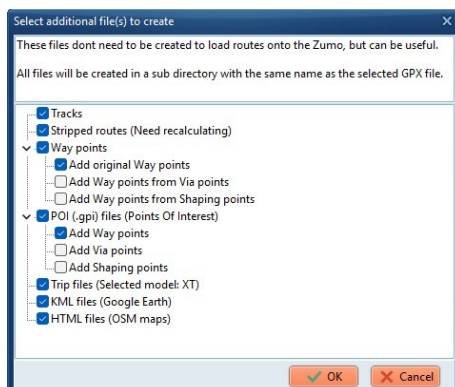 Select additional file(s) to create
These files dont need to be created to load routes onto the Zumo, but can be useful.
All files will be created in a sub directory with the same name as the selected GPX file.
Tracks
Stripped routes (Need recalculating)
Way points
Add original Way points
Add Way points from Via points
Add Way points from Shaping points
POI (.gpi) files (Points Of Interest)
Add Way points
Add Via points
Add Shaping points
Trip files (Selected model: XT)
KML files (Google Earth)
HTML files (OSM maps)
OK Cancel